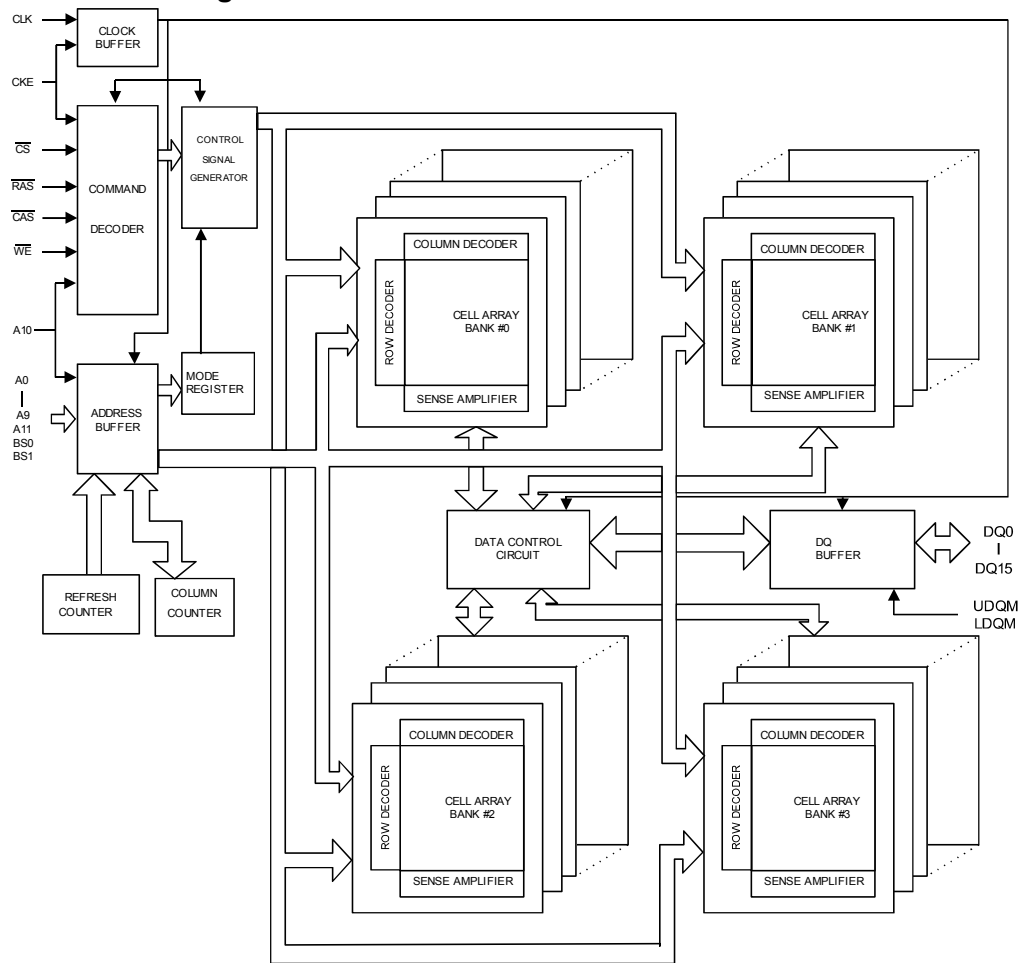 CLK
CLOCK
BUFFER
CKE
CONTROL
SIGNAL
GENERATOR
CS
RAS
CAS
WE
COMMAND
DECODER
A10
A0
A9
A11
BS0
BS1
ADDRESS
BUFFER
MODE
REGISTER
REFRESH
COUNTER
COLUMN
COUNTER
COLUMN DECODER
ROW DECODER
CELL ARRAY
BANK #0
SENSE AMPLIFIER
COLUMN DECODER
ROW DECODER
CELL ARRAY
BANK #1
SENSE AMPLIFIER
DATA CONTROL
CIRCUIT
DQ
BUFFER
DQ0
DQ15
UDQM
LDQM
COLUMN DECODER
ROW DECODER
CELL ARRAY
BANK #2
SENSE AMPLIFIER
COLUMN DECODER
ROW DECODER
CELL ARRAY
BANK #3
SENSE AMPLIFIER